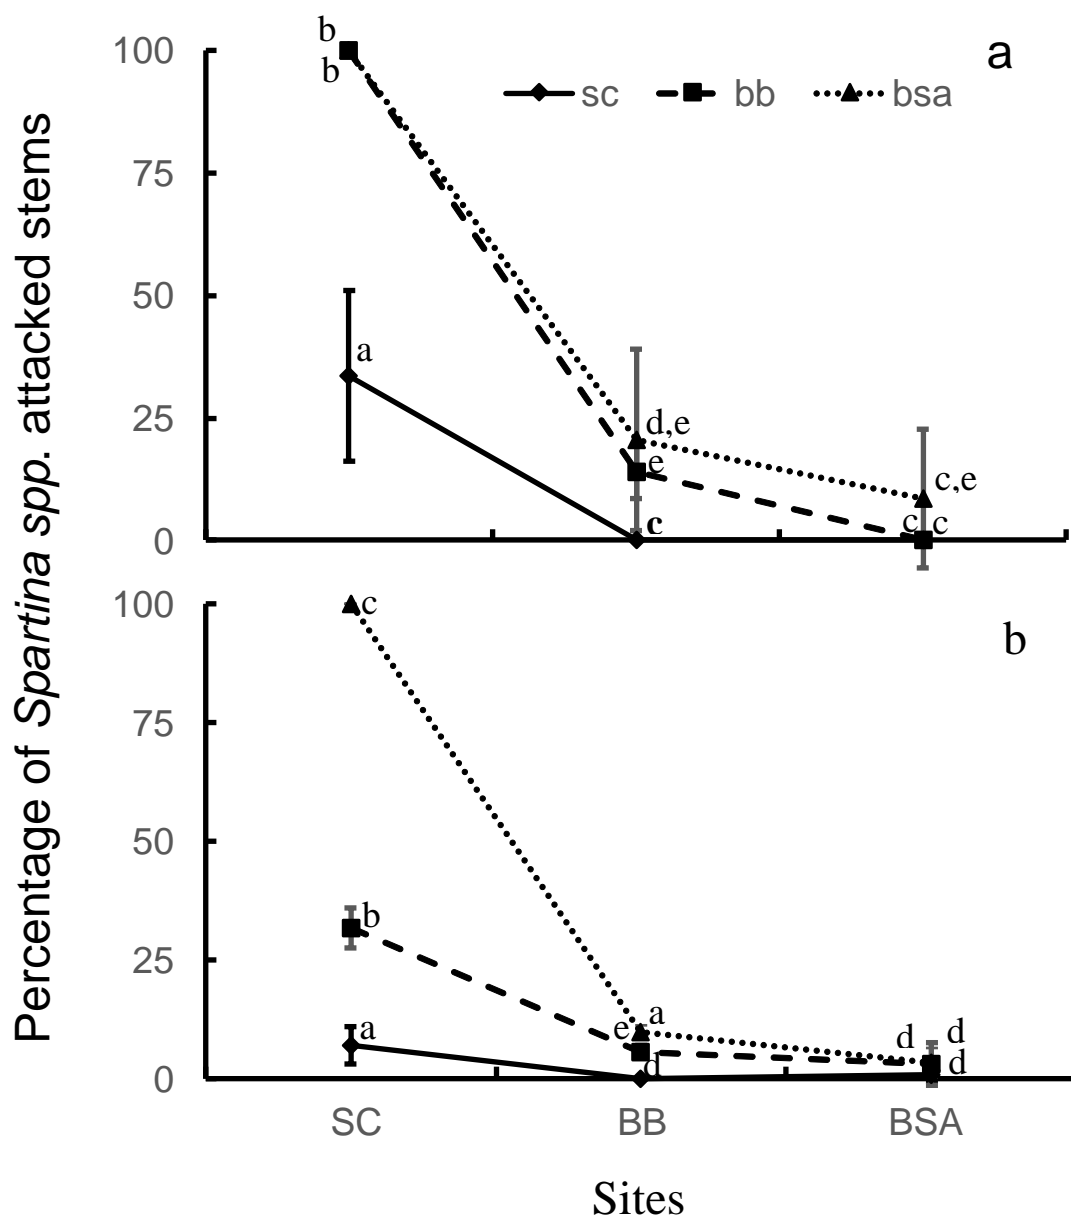 Percentage of Spartina spp. attacked stems
a
sc bb bsa
100
75
50
25
0
b
b
a
d,e
e
c
c,e
c c
b
100
75
50
25
0
c
b
a
a
e
d
d d
d
SC BB BSA
Sites